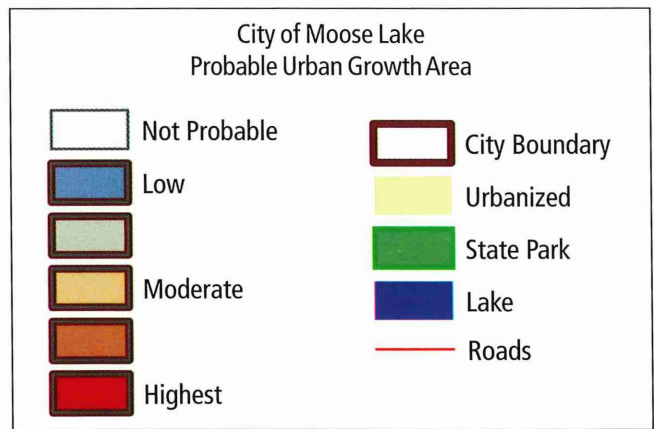 City of Moose Lake
Probable Urban Growth Area
Not Probable
Low
Moderate
Highest
City Boundary
Urbanized
State Park
Lake
Roads